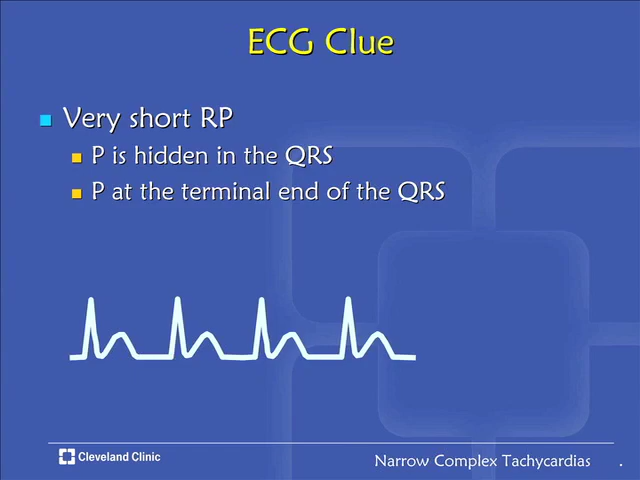 ECG Clue
Very short RP
P is hidden in the QRS
P at the terminal end of the QRS
Cleveland Clinic
Narrow Complex Tachycardias .